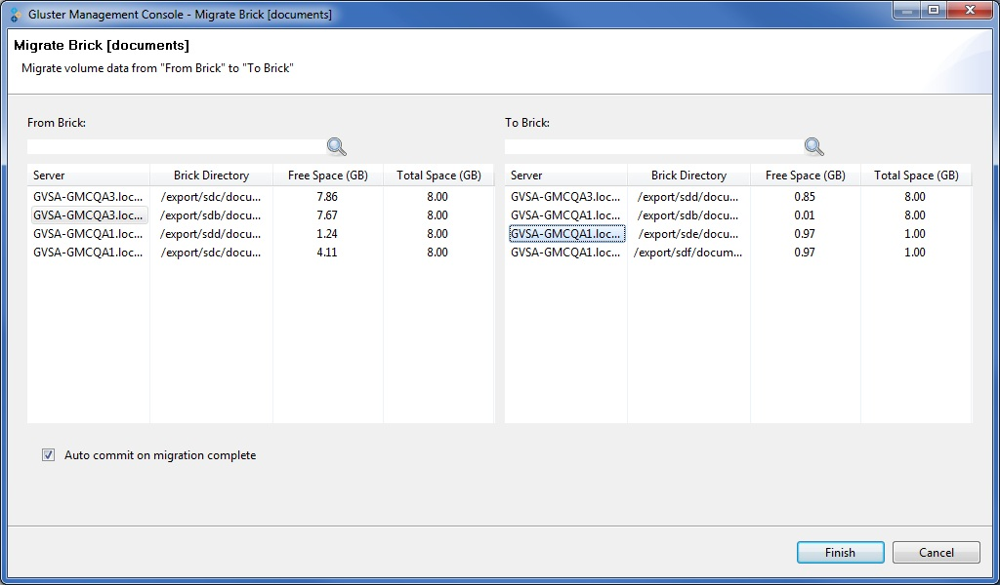 Gluster Management Console - Migrate Brick [documents]
Migrate Brick [documents]
Migrate volume data from "From Brick" to "To Brick"
From Brick:
Server Brick Directory Free Space (GB) Total Space (GB)
GVSA-GMCQA3.loc... /export/sdc/docu... 7.86 8.00
GVSA-GMCQA3.loc... /export/sdb/docu... 7.67 8.00
GVSA-GMCQA1.loc... /export/sdd/docu... 1.24 8.00
GVSA-GMCQA1.loc... /export/sdc/docu... 4.11 8.00
To Brick:
Server Brick Directory Free Space (GB) Total Space (GB)
GVSA-GMCQA3.loc... /export/sdd/docu... 0.85 8.00
GVSA-GMCQA1.loc... /export/sdb/docu... 0.01 8.00
GVSA-GMCQA1.loc... /export/sde/docu... 0.97 1.00
GVSA-GMCQA1.loc... /export/sdf/docum... 0.97 1.00
Auto commit on migration complete
Finish Cancel